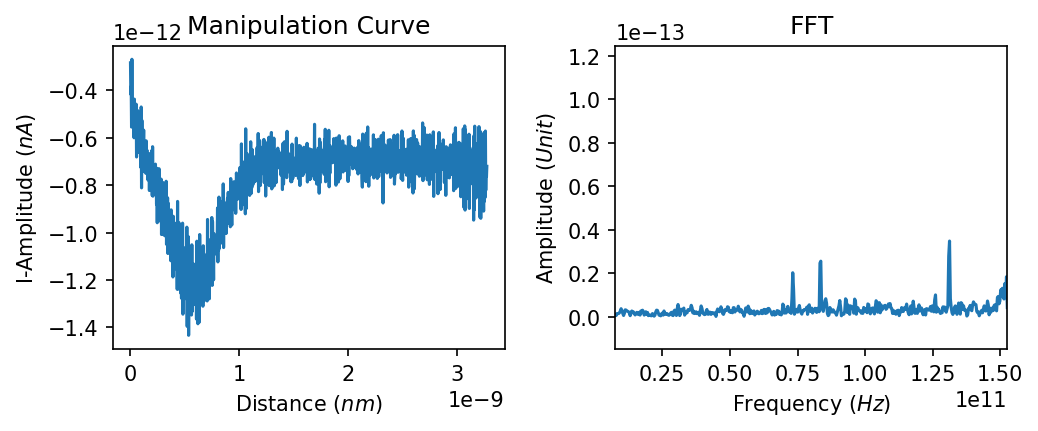 1e−12 Manipulation Curve
−0.4
−0.6
−0.8
−1.0
−1.2
−1.4
I-Amplitude (nA)
0 1 2 3
1e−9
Distance (nm)
FFT
1e−13
1.2
1.0
0.8
0.6
0.4
0.2
0.0
Amplitude (Unit)
0.25 0.50 0.75 1.00 1.25 1.50
1e11
Frequency (Hz)